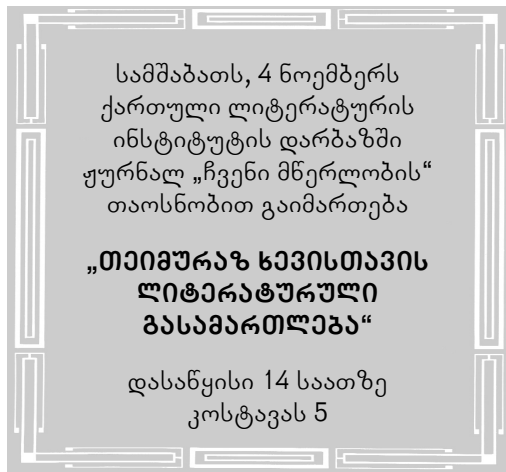 სამშაბათს, 4 ნოემბერს
ქართული ლიტერატურის
ინსტიტუტის დარბაზში
ჟურნალ „ჩვენი მწერლობის“
თაოსნობით გაიმართება
„თეიმურაზ ხევისთავის
ლიტერატურული
გასამართლება“
დასაწყისი 14 საათზე
კოსტავას 5